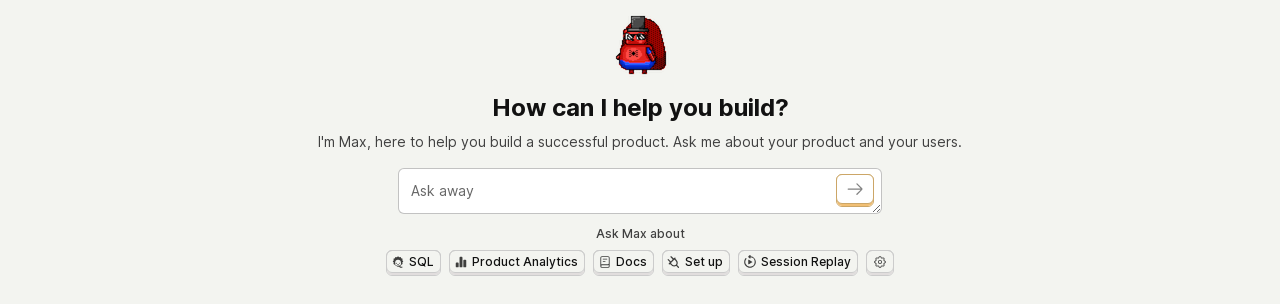 How can I help you build?
I'm Max, here to help you build a successful product. Ask me about your product and your users.
Ask away
Ask Max about
SQL Product Analytics Docs Set up Session Replay